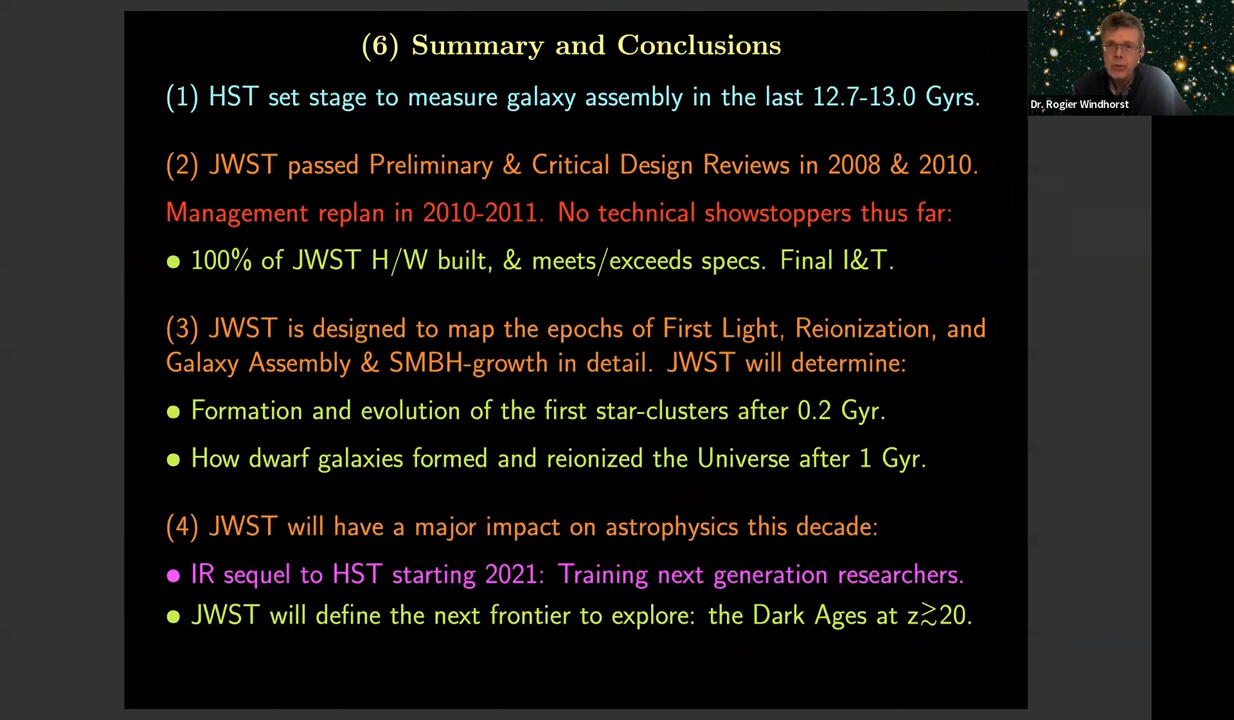 (6) Summary and Conclusions
(1) HST set stage to measure galaxy assembly in the last 12.7-13.0 Gyrs.
Dr. Rogier Windhorst
(2) JWST passed Preliminary & Critical Design Reviews in 2008 & 2010.
Management replan in 2010-2011. No technical showstoppers thus far:
● 100% of JWST H/W built, & meets/exceeds specs. Final I&T.
(3) JWST is designed to map the epochs of First Light, Reionization, and
Galaxy Assembly & SMBH-growth in detail. JWST will determine:
● Formation and evolution of the first star-clusters after 0.2 Gyr.
● How dwarf galaxies formed and reionized the Universe after 1 Gyr.
(4) JWST will have a major impact on astrophysics this decade:
● IR sequel to HST starting 2021: Training next generation researchers.
● JWST will define the next frontier to explore: the Dark Ages at z≳20.